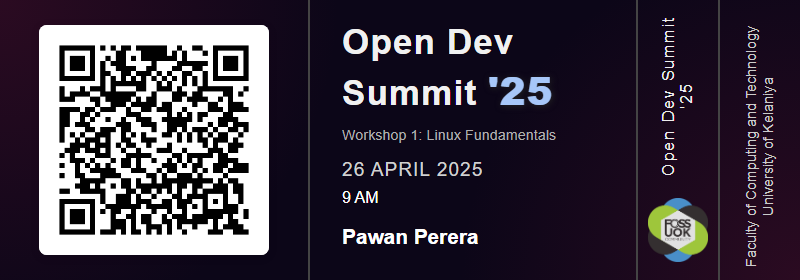 Open Dev
Summit '25
Workshop 1: Linux Fundamentals
26 APRIL 2025
9 AM
Pawan Perera
Open Dev Summit
'25
FOSS
UOK
Faculty of Computing and Technology
University of Kelaniya